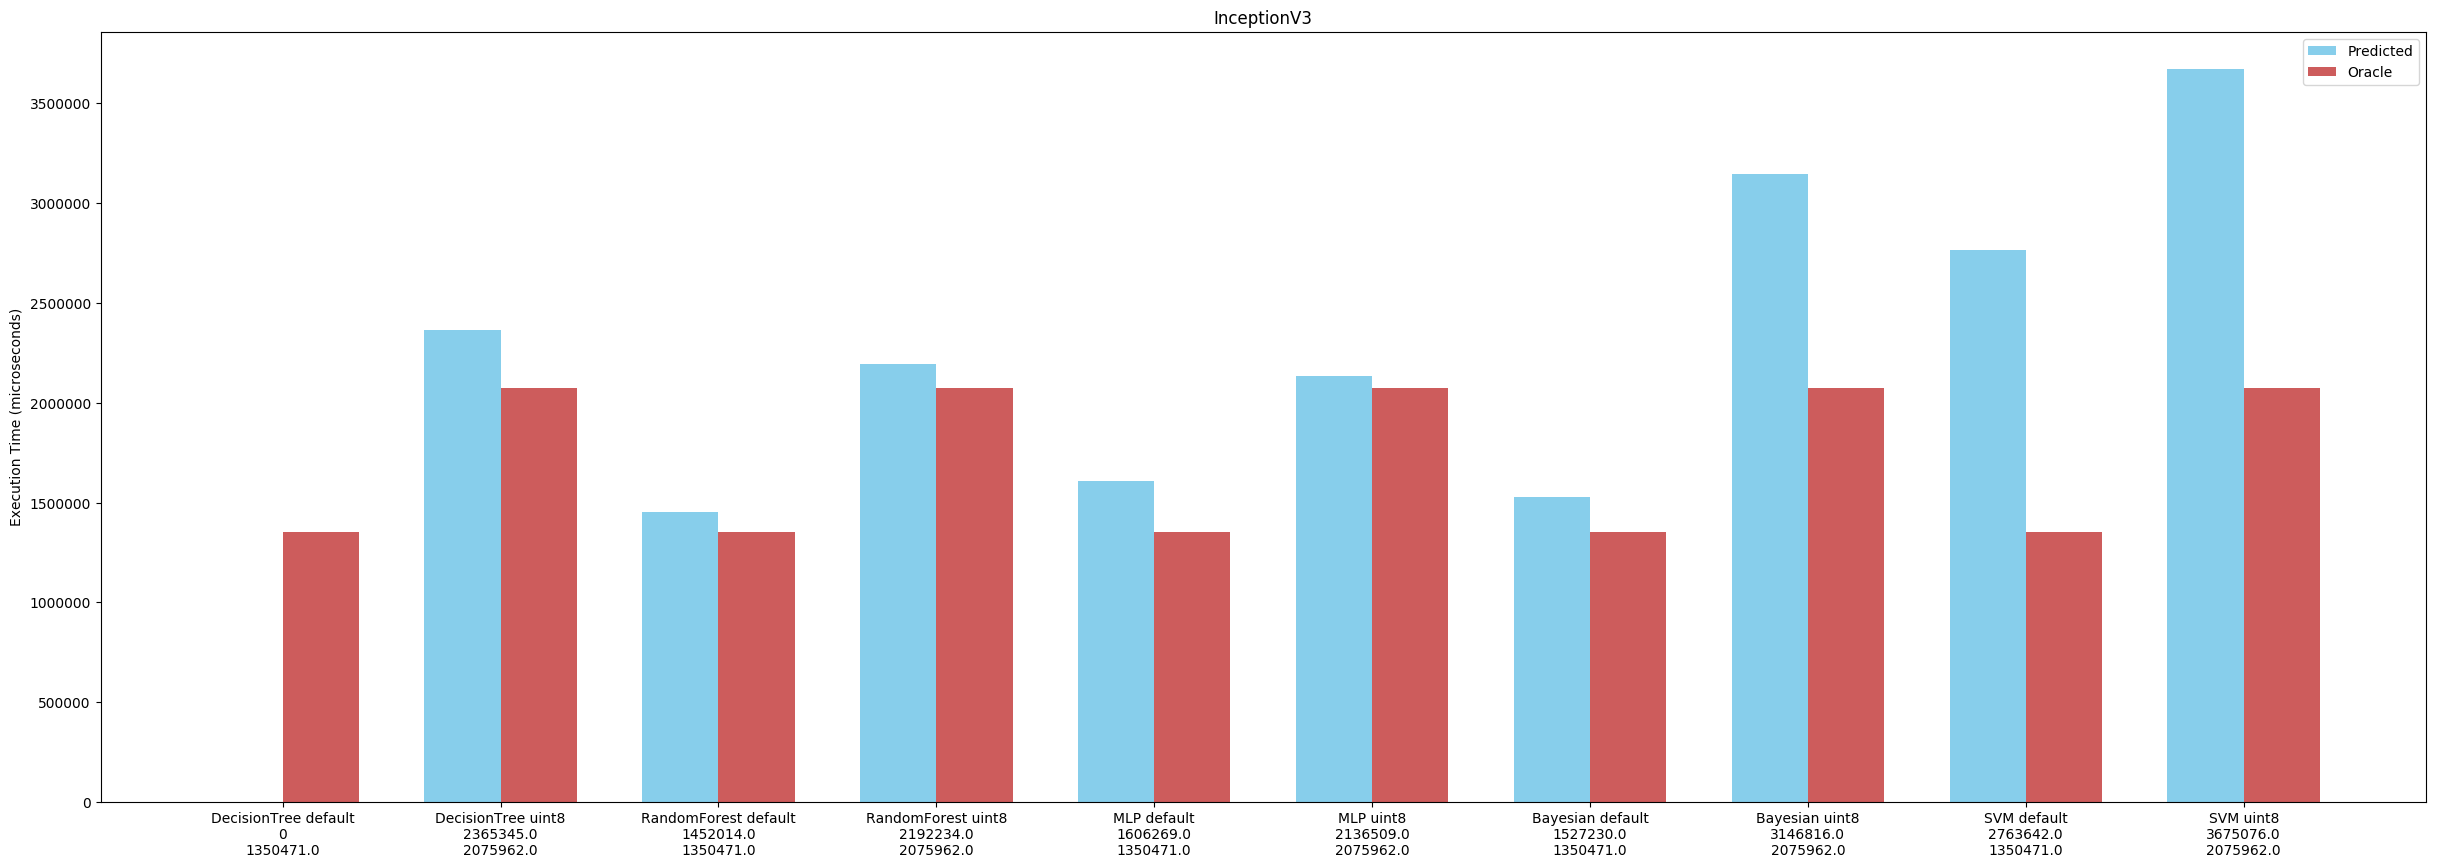 InceptionV3
Predicted
Oracle
Execution Time (microseconds)
3500000
3000000
2500000
2000000
1500000
1000000
500000
0
DecisionTree default
0
1350471.0
DecisionTree uint8
2365345.0
2075962.0
RandomForest default
1452014.0
1350471.0
RandomForest uint8
2192234.0
2075962.0
MLP default
1606269.0
1350471.0
MLP uint8
2136509.0
2075962.0
Bayesian default
1527230.0
1350471.0
Bayesian uint8
3146816.0
2075962.0
SVM default
2763642.0
1350471.0
SVM uint8
3675076.0
2075962.0